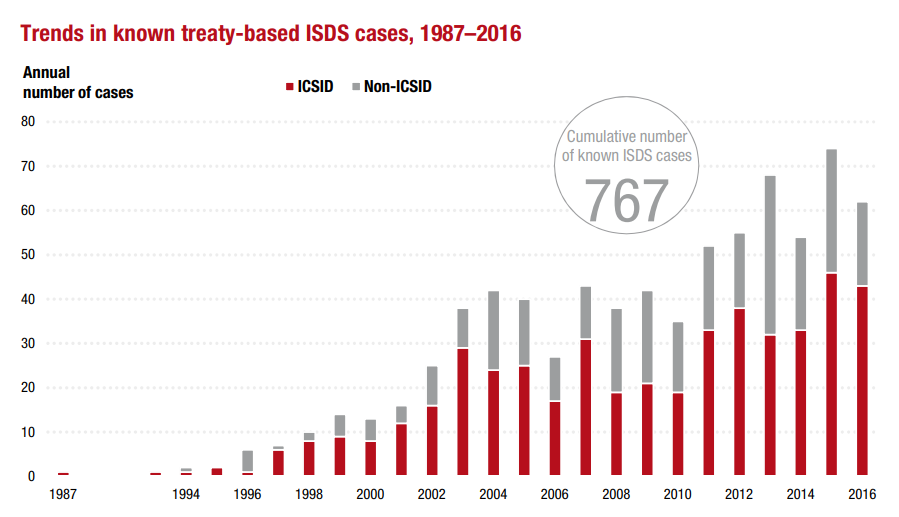 Trends in known treaty-based ISDS cases, 1987–2016
Annual
number of cases
ICSID Non-ICSID
Cumulative number
of known ISDS cases
767
80
70
60
50
40
30
20
10
0
1987 1994 1996 1998 2000 2002 2004 2006 2008 2010 2012 2014 2016